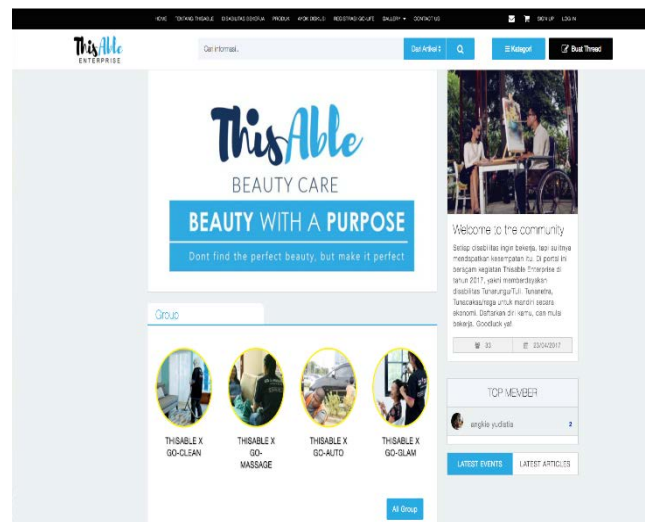 HOME TENTANG THISABLE DISABILITAS BEKERJA PRODUK AYOK DISKUSI REGISTRASI GO-LIFE GALLERY CONTACT US SIGN UP LOGIN
ThisAble
ENTERPRISE
Cari informasi..
Cari Artikel
Kategori
Buat Thread
ThisAble
BEAUTY CARE
BEAUTY WITH A PURPOSE
Dont find the perfect beauty, but make it perfect
Welcome to the community
Setiap disabilitas ingin bekerja, tapi sulitnya
mendapatkan kesempatan itu. Di portal ini
beragam kegiatan Thisable Enterprise di
tahun 2017, yakni memberdayakan
disabilitas Tunarungu/Tuli, Tunanetra,
Tunadaksa/raga untuk mandiri secara
ekonomi. Daftarkan diri kamu, dan mulai
bekerja. Goodluck ya!
33 23/04/2017
Group
THISABLE X
GO-CLEAN
THISABLE X
GO-
MASSAGE
THISABLE X
GO-AUTO
THISABLE X
GO-GLAM
All Group
TOP MEMBER
angkie yudistia 2
LATEST EVENTS LATEST ARTICLES